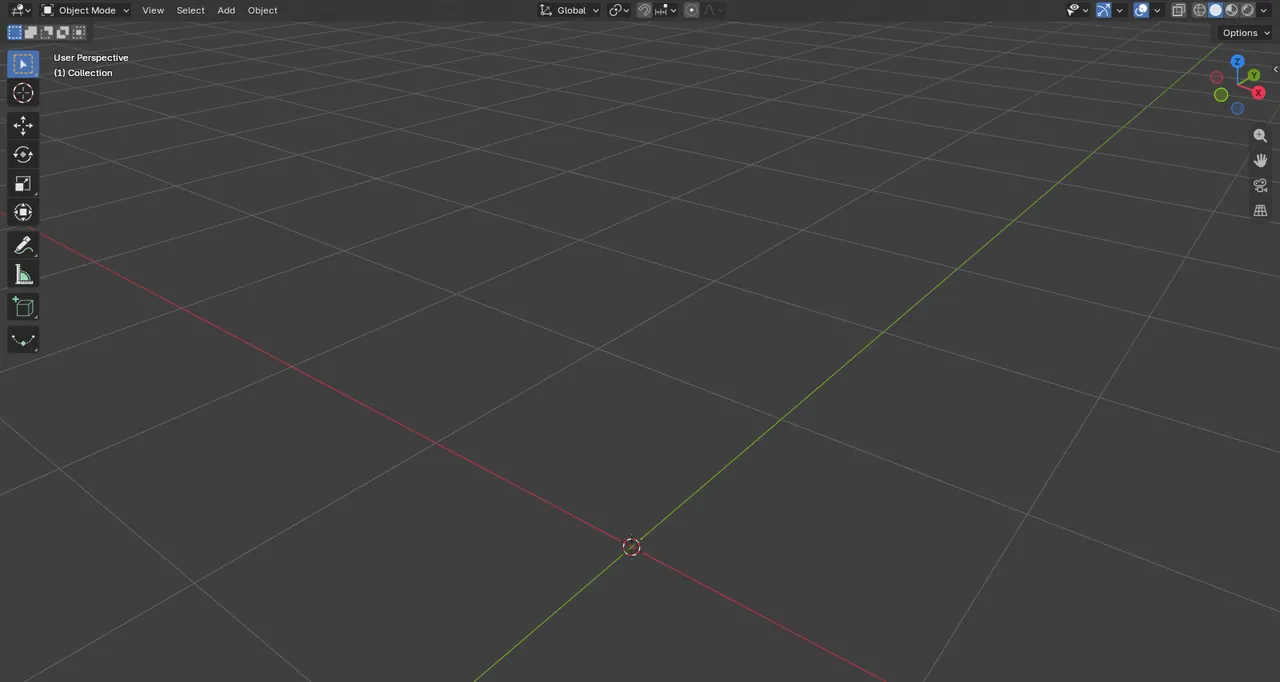 Object Mode View Select Add Object Global
Options
User Perspective
(1) Collection
Z
Y
X